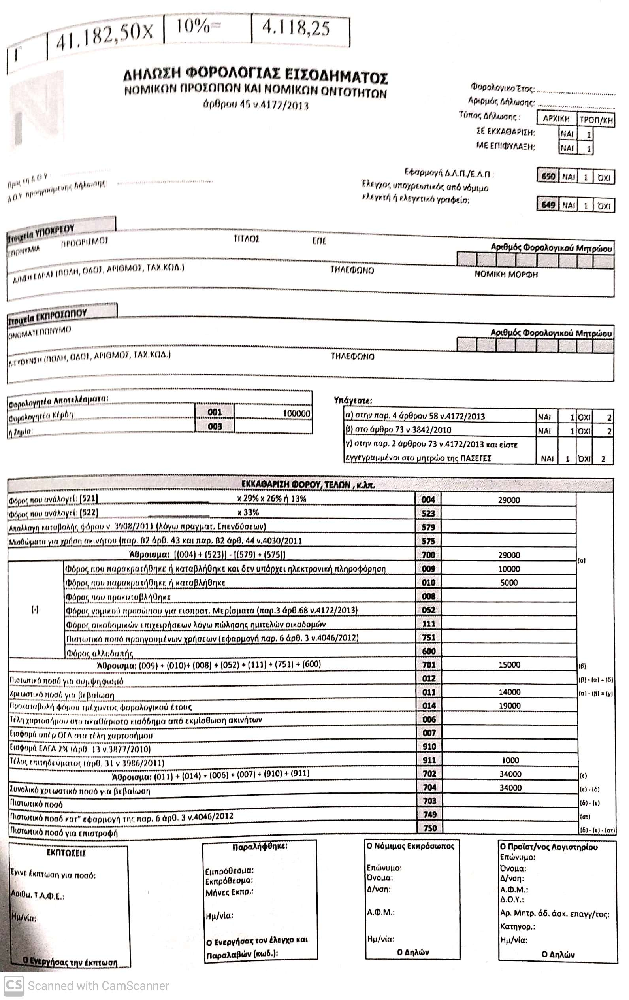 Γ 41.182,50X 10%= 4.118,25
ΔΗΛΩΣΗ ΦΟΡΟΛΟΓΙΑΣ ΕΙΣΟΔΗΜΑΤΟΣ
ΝΟΜΙΚΩΝ ΠΡΟΣΩΠΩΝ ΚΑΙ ΝΟΜΙΚΩΝ ΟΝΤΟΤΗΤΩΝ
άρθρου 45 ν.4172/2013
Φορολογικο Έτος:
Αριρμός Δήλωσης:
Τύπος Δήλωσης : ΑΡΧΙΚΗ ΤΡΟΠ/ΚΗ
ΣΕ ΕΚΚΑΘΑΡΙΣΗ: ΝΑΙ 1
ΜΕ ΕΠΙΦΥΛΑΞΗ: ΝΑΙ 1
Προς τη Δ.Ο.Υ :
Δ.Ο.Υ προηγούμενης δήλωσης:
Εφαρμογή Δ.Λ.Π./Ε.Λ.Π : 650 ΝΑΙ 1 ΌΧΙ
Έλεγχος υποχρεωτικός από νόμιμο
ελεγκτή ή ελεγκτικό γραφείο: 649 ΝΑΙ 1 ΌΧΙ
Στοιχεία ΥΠΟΧΡΕΟΥ
ΕΠΟΝΥΜΙΑ ΠΡΟΟΡΙΣΜΟΣ ΤΙΤΛΟΣ ΕΠΕ Αριθμός Φορολογικού Μητρώου
Δ/ΝΣΗ ΕΔΡΑΣ (ΠΟΛΗ, ΟΔΟΣ, ΑΡΙΘΜΟΣ, ΤΑΧ.ΚΩΔ.) ΤΗΛΕΦΩΝΟ ΝΟΜΙΚΗ ΜΟΡΦΗ
Στοιχεία ΕΚΠΡΟΣΩΠΟΥ
ΟΝΟΜΑΤΕΠΟΝΥΜΟ Αριθμός Φορολογικού Μητρώου
ΔΙΕΥΘΥΝΣΗ (ΠΟΛΗ, ΟΔΟΣ, ΑΡΙΘΜΟΣ, ΤΑΧ.ΚΩΔ.) ΤΗΛΕΦΩΝΟ
Φορολογητέα Αποτελέσματα:
Φορολογητέα Κέρδη: 001 100000
ή Ζημία: 003
Υπάγεστε:
α) στην παρ. 4 άρθρου 58 ν.4172/2013 ΝΑΙ 1 ΌΧΙ 2
β) στο άρθρο 73 ν.3842/2010 ΝΑΙ 1 ΌΧΙ 2
γ) στην παρ. 2 άρθρου 73 ν.4172/2013 και είστε
εγγεγραμμένοι στο μητρώο της ΠΑΣΕΓΕΣ ΝΑΙ 1 ΌΧΙ 2
ΕΚΚΑΘΑΡΙΣΗ ΦΟΡΟΥ, ΤΕΛΩΝ , κ.λπ.
Φόρος που ανάλογεί: [521] x 29% x 26% ή 13% 004 29000
Φόρος που ανάλογεί: [522] x 33% 523
Απαλλαγή καταβολής φόρου ν. 3908/2011 (λόγω πραγματ. Επενδύσεων) 579
Μισθώματα για χρήση ακινήτου (παρ. Β2 άρθ. 43 και παρ. Β2 άρθ. 44 ν.4030/2011 575
Άθροισμα: [(004) + (523)] - [(579) + (575)] 700 29000 (α)
Φόρος που παρακρατήθηκε ή καταβλήθηκε και δεν υπάρχει ηλεκτρονική πληροφόρηση 009 10000
Φόρος που παρακρατήθηκε ή καταβλήθηκε 010 5000
Φόρος που προκαταβλήθηκε 008
(-) Φόρος νομικού προσώπου για εισπρατ. Μερίσματα (παρ.3 άρθ.68 ν.4172/2013) 052
Φόρος οικοδομικών επιχειρήσεων λόγω πώλησης ημιτελών οικοδομών 111
Πιστωτικό ποσό προηγουμένων χρήσεων (εφαρμογή παρ. 6 άρθ. 3 ν.4046/2012) 751
Φόρος αλλοδαπής 600
Άθροισμα: (009) + (010)+ (008) + (052) + (111) + (751) + (600) 701 15000 (β)
Πιστωτικό ποσό για συμψηφισμό 012 (β) - (α) = (δ)
Χρεωστικό ποσό για βεβαίωση 011 14000 (α) - (β) = (γ)
Προκαταβολή φόρου τρέχοντος φορολογικού έτους 014 19000
Τέλη χαρτοσήμου στο ακαθάριστο εισόδημα από εκμίσθωση ακινήτων 006
Εισφορά υπέρ ΟΓΑ στα τέλη χαρτοσήμου 007
Εισφορά ΕΛΓΑ 2% (άρθ. 13 ν.3877/2010) 910
Τέλος επιτηδεύματος (άρθ. 31 ν.3986/2011) 911 1000
Άθροισμα: (011) + (014) + (006) + (007) + (910) + (911) 702 34000 (ε)
Συνολικό χρεωστικό ποσό για βεβαίωση 704 34000 (ε) - (δ)
Πιστωτικό ποσό 703 (δ) - (ε)
Πιστωτικό ποσό κατ" εφαρμογή της παρ. 6 άρθ. 3 ν.4046/2012 749 (στ)
Πιστωτικό ποσό για επιστροφή 750 (δ) - (ε) - (στ)
ΕΚΠΤΩΣΕΙΣ
Έγινε έκπτωση για ποσό:
Αριθμ. Τ.Α.Φ.Ε.:
Ημ/νία:
Ο Ενεργήσας την έκπτωση
Παραλήφθηκε:
Εμπρόθεσμα:
Εκπρόθεσμα:
Μήνες Εκπρ.:
Ημ/νία:
Ο Ενεργήσας τον έλεγχο και
Παραλαβών (κωδ.):
Ο Νόμιμος Εκπρόσωπος
Επώνυμο:
Όνομα:
Δ/νση:
Α.Φ.Μ.:
Ημ/νία:
Ο Δηλών
Ο Προϊστ/νος Λογιστηρίου
Επώνυμο:
Όνομα:
Δ/νση:
Α.Φ.Μ.:
Δ.Ο.Υ.:
Αρ. Μητρ. άδ. άσκ. επαγγ/τος:
Κατηγορ.:
Ημ/νία:
Ο Δηλών
CS Scanned with CamScanner